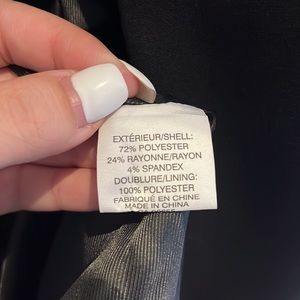 EXTÉRIEUR/SHELL:
72% POLYESTER
24% RAYONNE/RAYON
4% SPANDEX
DOUBLURE/LINING:
100% POLYESTER
FABRIQUÉ EN CHINE
MADE IN CHINA